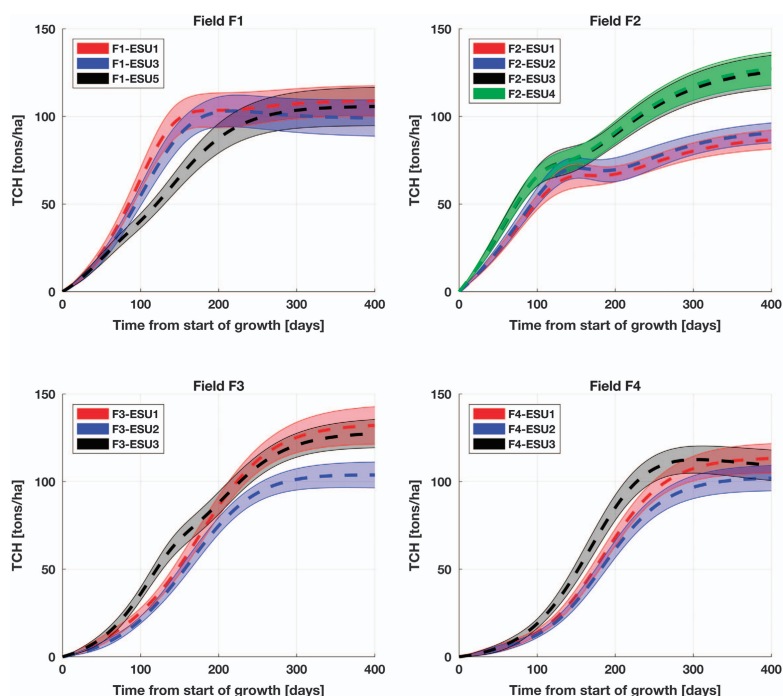 Field F1
TCH [tons/ha]
150
100
50
0
F1-ESU1
F1-ESU3
F1-ESU5
0 100 200 300 400
Time from start of growth [days]
Field F2
TCH [tons/ha]
150
100
50
0
F2-ESU1
F2-ESU2
F2-ESU3
F2-ESU4
0 100 200 300 400
Time from start of growth [days]
Field F3
TCH [tons/ha]
150
100
50
0
F3-ESU1
F3-ESU2
F3-ESU3
0 100 200 300 400
Time from start of growth [days]
Field F4
TCH [tons/ha]
150
100
50
0
F4-ESU1
F4-ESU2
F4-ESU3
0 100 200 300 400
Time from start of growth [days]